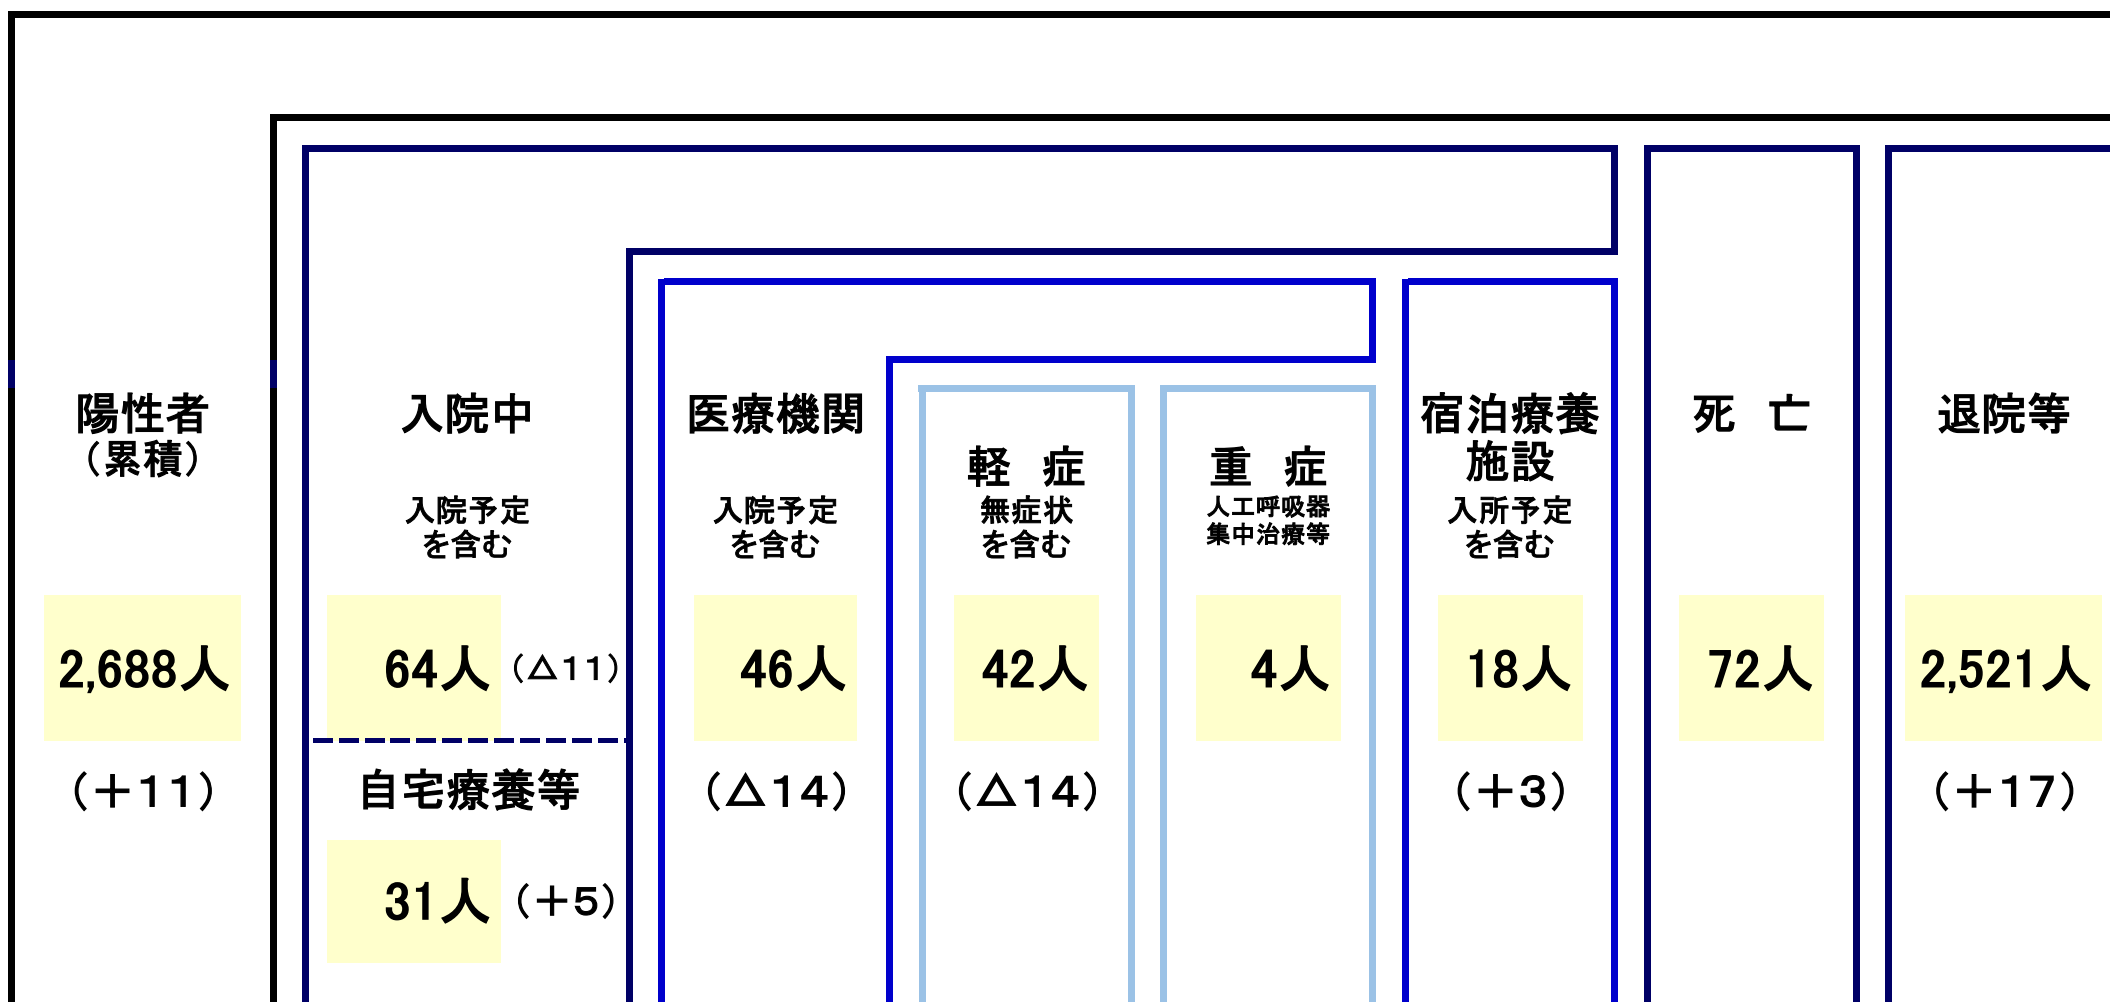 陽性者
（累積）
2,688人
（＋11）
入院中
入院予定
を含む
64人（△11）
自宅療養等
31人（＋5）
医療機関
入院予定
を含む
46人
（△14）
軽　症
無症状
を含む
42人
（△14）
重　症
人工呼吸器
集中治療等
4人
宿泊療養
施設
入所予定
を含む
18人
（＋3）
死　亡
72人
退院等
2,521人
（＋17）